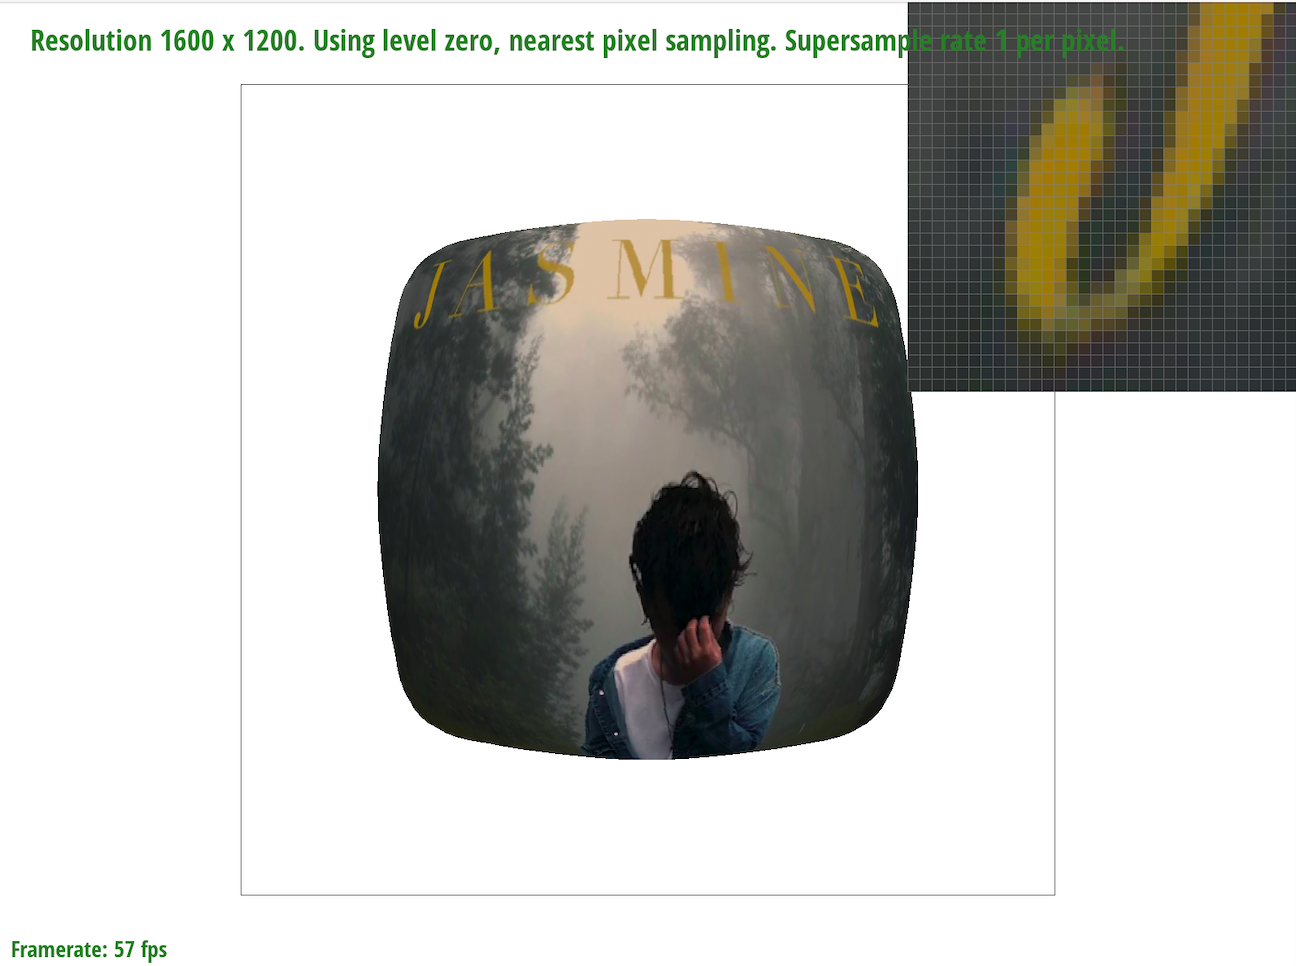 Resolution 1600 x 1200. Using level zero, nearest pixel sampling. Supersample rate 1 per pixel.
JASMINE
Framerate: 57 fps